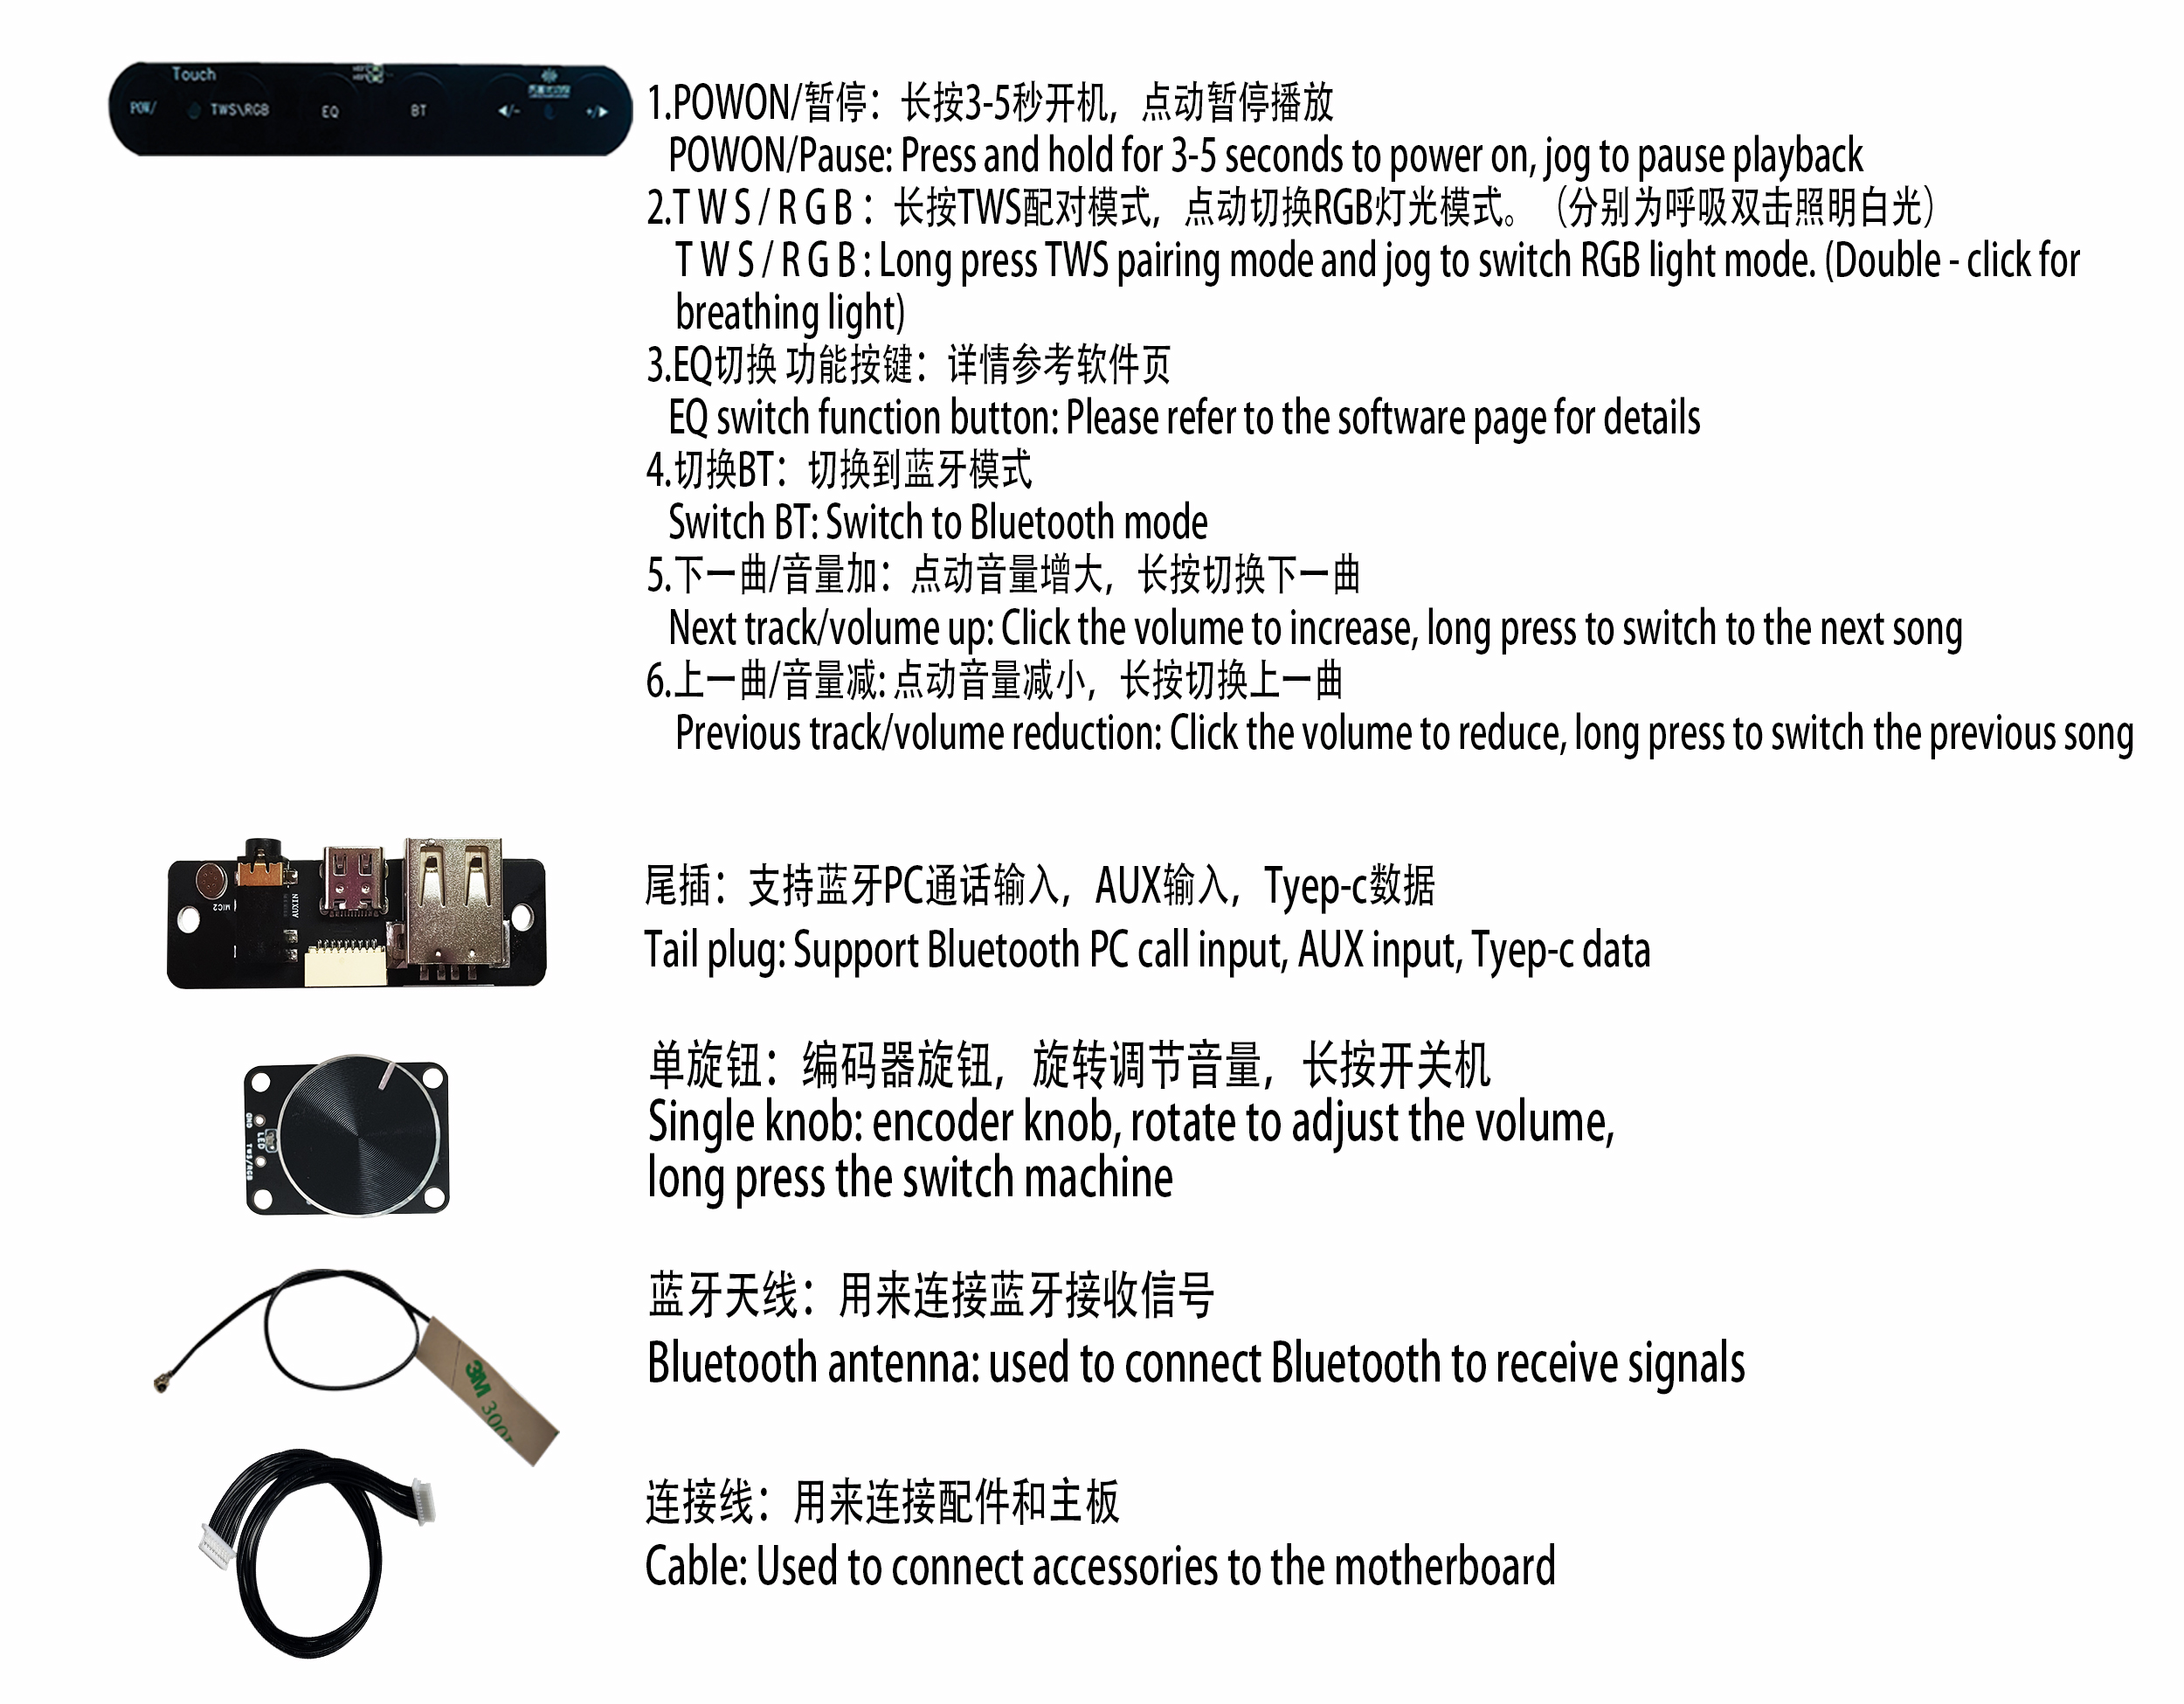 Touch
POW/ TWS\RGB EQ BT ◀/- +/▶
1.POWON/暂停：长按3-5秒开机，点动暂停播放
POWON/Pause: Press and hold for 3-5 seconds to power on, jog to pause playback
2.T W S / R G B ：长按TWS配对模式，点动切换RGB灯光模式。（分别为呼吸双击照明白光）
T W S / R G B : Long press TWS pairing mode and jog to switch RGB light mode. (Double - click for
breathing light)
3.EQ切换 功能按键：详情参考软件页
EQ switch function button: Please refer to the software page for details
4.切换BT：切换到蓝牙模式
Switch BT: Switch to Bluetooth mode
5.下一曲/音量加：点动音量增大，长按切换下一曲
Next track/volume up: Click the volume to increase, long press to switch to the next song
6.上一曲/音量减: 点动音量减小，长按切换上一曲
Previous track/volume reduction: Click the volume to reduce, long press to switch the previous song
MIC2
AUXIN
尾插：支持蓝牙PC通话输入，AUX输入，Tyep-c数据
Tail plug: Support Bluetooth PC call input, AUX input, Tyep-c data
GND LED TWS/RGB
单旋钮：编码器旋钮，旋转调节音量，长按开关机
Single knob: encoder knob, rotate to adjust the volume,
long press the switch machine
蓝牙天线：用来连接蓝牙接收信号
Bluetooth antenna: used to connect Bluetooth to receive signals
3M
连接线：用来连接配件和主板
Cable: Used to connect accessories to the motherboard